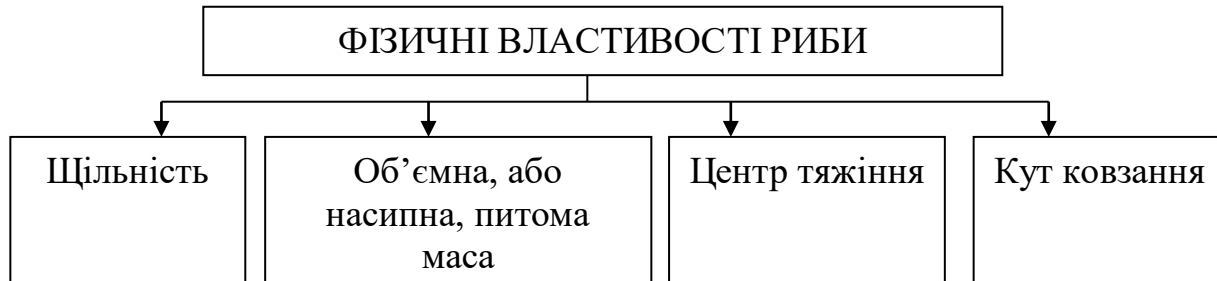 ФІЗИЧНІ ВЛАСТИВОСТІ РИБИ
Щільність
Об’ємна, або
насипна, питома
маса
Центр тяжіння
Кут ковзання